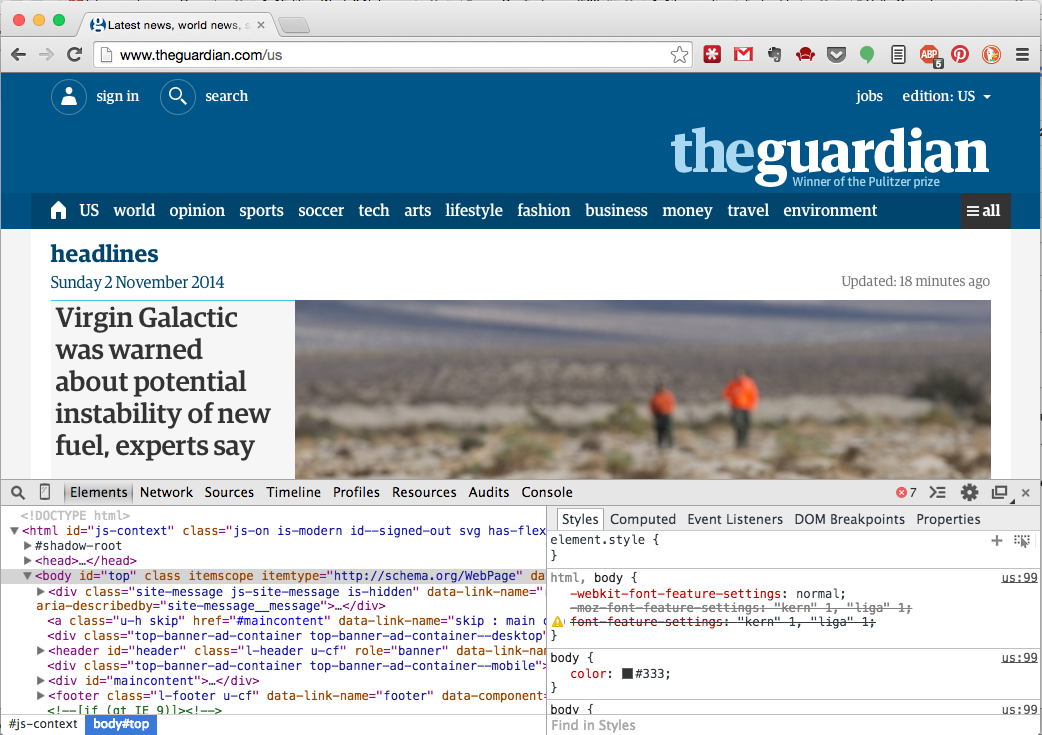 Latest news, world news, s
www.theguardian.com/us
ABP
5
sign in
search
jobs
edition: US
theguardian
Winner of the Pulitzer prize
US world opinion sports soccer tech arts lifestyle fashion business money travel environment
all
headlines
Sunday 2 November 2014
Updated: 18 minutes ago
Virgin Galactic
was warned
about potential
instability of new
fuel, experts say
Elements Network Sources Timeline Profiles Resources Audits Console
7
<!DOCTYPE html>
<html id="js-context" class="js-on is-modern id--signed-out svg has-flex
#shadow-root
<head>…</head>
<body id="top" class itemscope itemtype="http://schema.org/WebPage" da
<div class="site-message js-site-message is-hidden" data-link-name="
aria-describedby="site-message__message">…</div>
<a class="u-h skip" href="#maincontent" data-link-name="skip : main c
<div class="top-banner-ad-container top-banner-ad-container--desktop"
<header id="header" class="l-header u-cf" role="banner" data-link-nam
<div class="top-banner-ad-container top-banner-ad-container--mobile">
<div id="maincontent">…</div>
<footer class="l-footer u-cf" data-link-name="footer" data-component=
<!--[if (gt IE 9)]><!-->
#js-context
body#top
Styles Computed Event Listeners DOM Breakpoints Properties
element.style {
}
html, body {
us:99
-webkit-font-feature-settings: normal;
-moz-font-feature-settings: "kern" 1, "liga" 1;
font-feature-settings: "kern" 1, "liga" 1;
}
body {
us:99
color: #333;
}
body {
us:99
Find in Styles